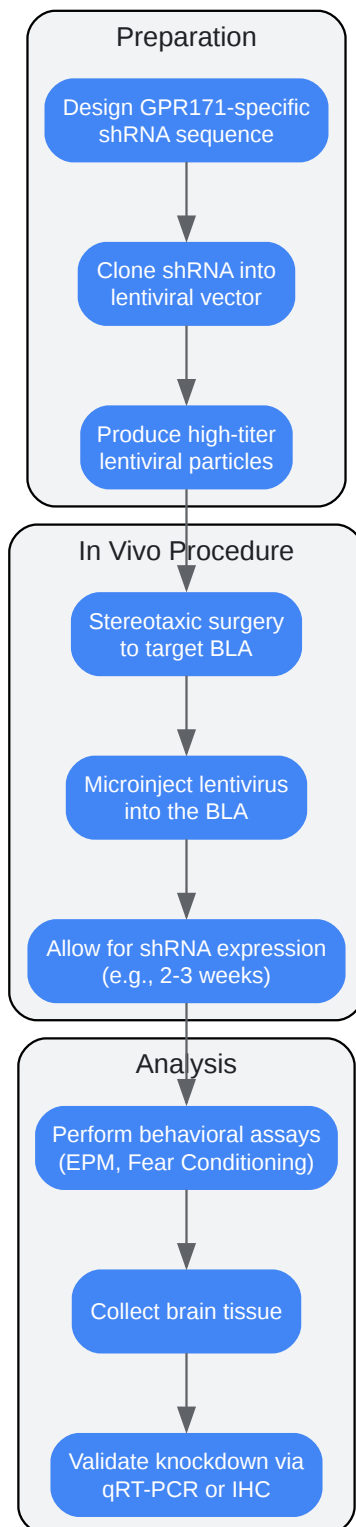 Preparation
Design GPR171-specific
shRNA sequence
Clone shRNA into
lentiviral vector
Produce high-titer
lentiviral particles
In Vivo Procedure
Stereotaxic surgery
to target BLA
Microinject lentivirus
into the BLA
Allow for shRNA expression
(e.g., 2-3 weeks)
Analysis
Perform behavioral assays
(EPM, Fear Conditioning)
Collect brain tissue
Validate knockdown via
qRT-PCR or IHC